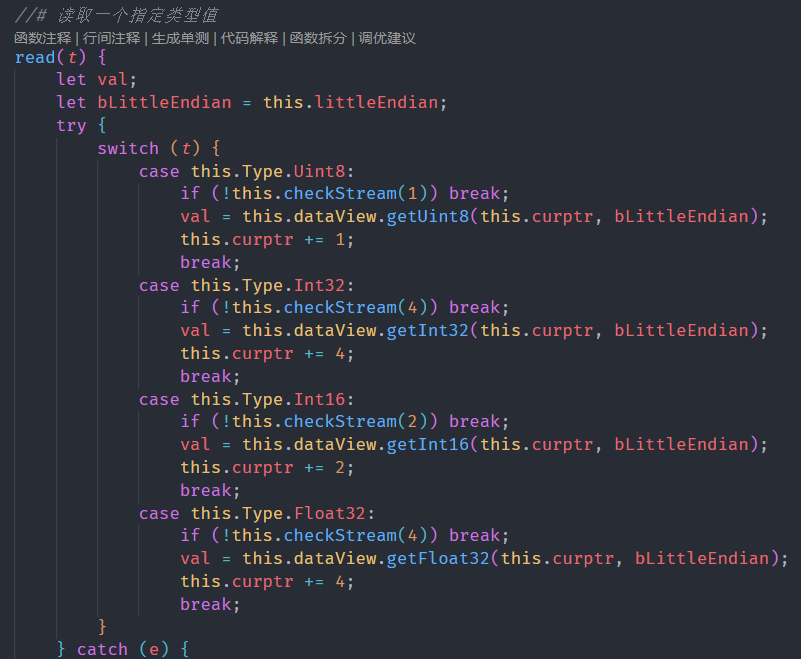 //# 读取一个指定类型值
函数注释 | 行间注释 | 生成单测 | 代码解释 | 函数拆分 | 调优建议
read(t) {
    let val;
    let bLittleEndian = this.littleEndian;
    try {
        switch (t) {
            case this.Type.Uint8:
                if (!this.checkStream(1)) break;
                val = this.dataView.getUint8(this.curptr, bLittleEndian);
                this.curptr += 1;
                break;
            case this.Type.Int32:
                if (!this.checkStream(4)) break;
                val = this.dataView.getInt32(this.curptr, bLittleEndian);
                this.curptr += 4;
                break;
            case this.Type.Int16:
                if (!this.checkStream(2)) break;
                val = this.dataView.getInt16(this.curptr, bLittleEndian);
                this.curptr += 2;
                break;
            case this.Type.Float32:
                if (!this.checkStream(4)) break;
                val = this.dataView.getFloat32(this.curptr, bLittleEndian);
                this.curptr += 4;
                break;
        }
    } catch (e) {